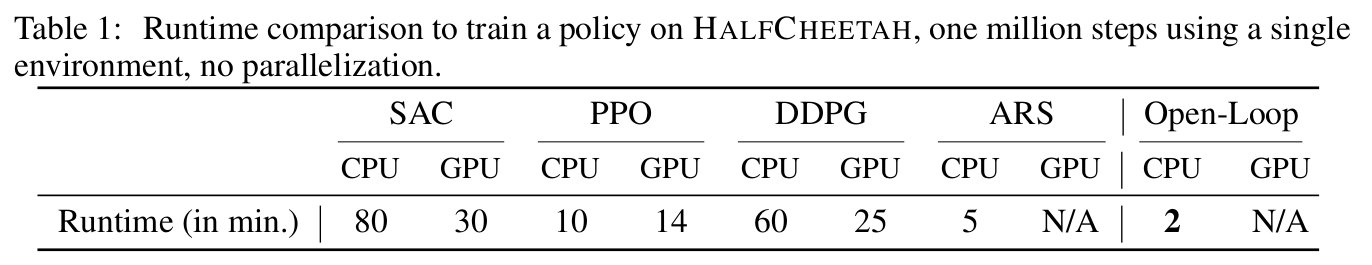 Table 1: Runtime comparison to train a policy on HALFCHEETAH, one million steps using a single
environment, no parallelization.
SAC PPO DDPG ARS Open-Loop
CPU GPU CPU GPU CPU GPU CPU GPU CPU GPU
Runtime (in min.) 80 30 10 14 60 25 5 N/A 2 N/A